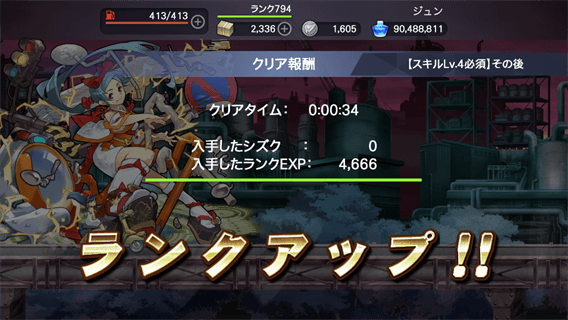 413/413
ランク794
2,336
1,605
ジュン
90,488,811
クリア報酬
【スキルLv.4必須】その後
クリアタイム： 0:00:34
入手したシズク ： 0
入手したランクEXP： 4,666
ランクアップ!!